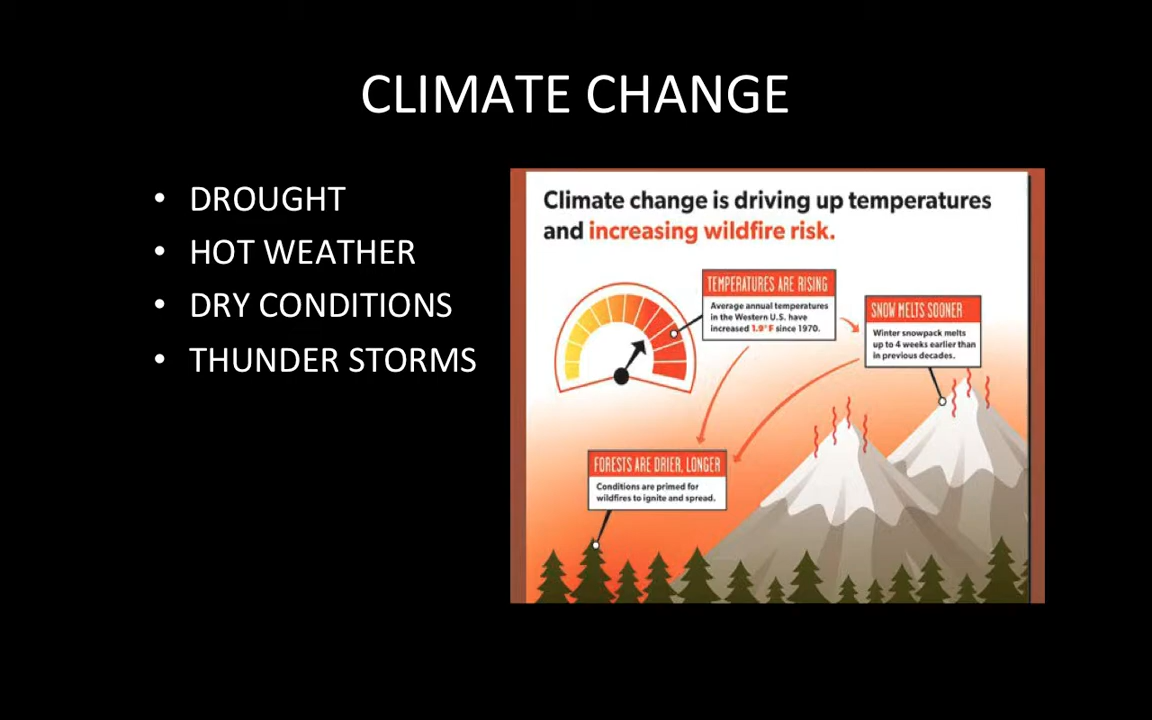 CLIMATE CHANGE
• DROUGHT
• HOT WEATHER
• DRY CONDITIONS
• THUNDER STORMS
Climate change is driving up temperatures
and increasing wildfire risk.
TEMPERATURES ARE RISING
Average annual temperatures
in the Western U.S. have
increased 1.9°F since 1970.
SNOW MELTS SOONER
Winter snowpack melts
up to 4 weeks earlier than
in previous decades.
FORESTS ARE DRIER, LONGER
Conditions are primed for
wildfires to ignite and spread.